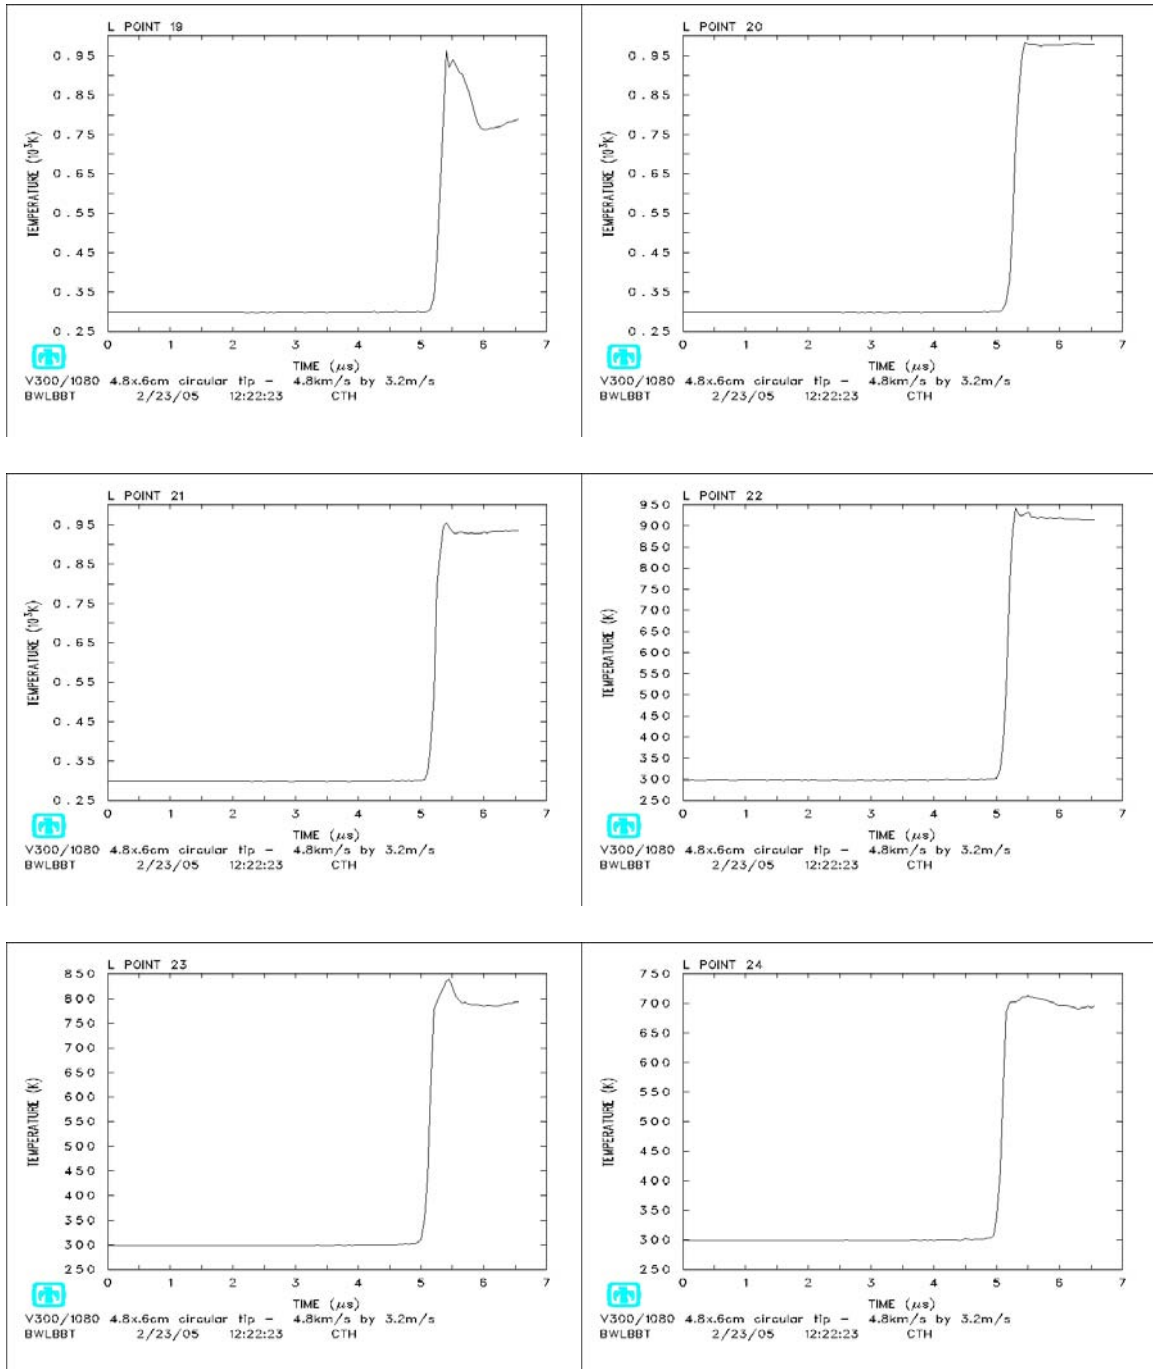 L POINT 19
0.95
0.85
0.75
0.65
0.55
0.45
0.35
0.25
TEMPERATURE (10³K)
0 1 2 3 4 5 6 7
TIME (μs)
V300/1080 4.8x.6cm circular tip - 4.8km/s by 3.2m/s
BWLBBT 2/23/05 12:22:23 CTH
L POINT 20
0.95
0.85
0.75
0.65
0.55
0.45
0.35
0.25
TEMPERATURE (10³K)
0 1 2 3 4 5 6 7
TIME (μs)
V300/1080 4.8x.6cm circular tip - 4.8km/s by 3.2m/s
BWLBBT 2/23/05 12:22:23 CTH
L POINT 21
0.95
0.85
0.75
0.65
0.55
0.45
0.35
0.25
TEMPERATURE (10³K)
0 1 2 3 4 5 6 7
TIME (μs)
V300/1080 4.8x.6cm circular tip - 4.8km/s by 3.2m/s
BWLBBT 2/23/05 12:22:23 CTH
L POINT 22
950
900
850
800
750
700
650
600
550
500
450
400
350
300
250
TEMPERATURE (K)
0 1 2 3 4 5 6 7
TIME (μs)
V300/1080 4.8x.6cm circular tip - 4.8km/s by 3.2m/s
BWLBBT 2/23/05 12:22:23 CTH
L POINT 23
850
800
750
700
650
600
550
500
450
400
350
300
250
TEMPERATURE (K)
0 1 2 3 4 5 6 7
TIME (μs)
V300/1080 4.8x.6cm circular tip - 4.8km/s by 3.2m/s
BWLBBT 2/23/05 12:22:23 CTH
L POINT 24
750
700
650
600
550
500
450
400
350
300
250
TEMPERATURE (K)
0 1 2 3 4 5 6 7
TIME (μs)
V300/1080 4.8x.6cm circular tip - 4.8km/s by 3.2m/s
BWLBBT 2/23/05 12:22:23 CTH